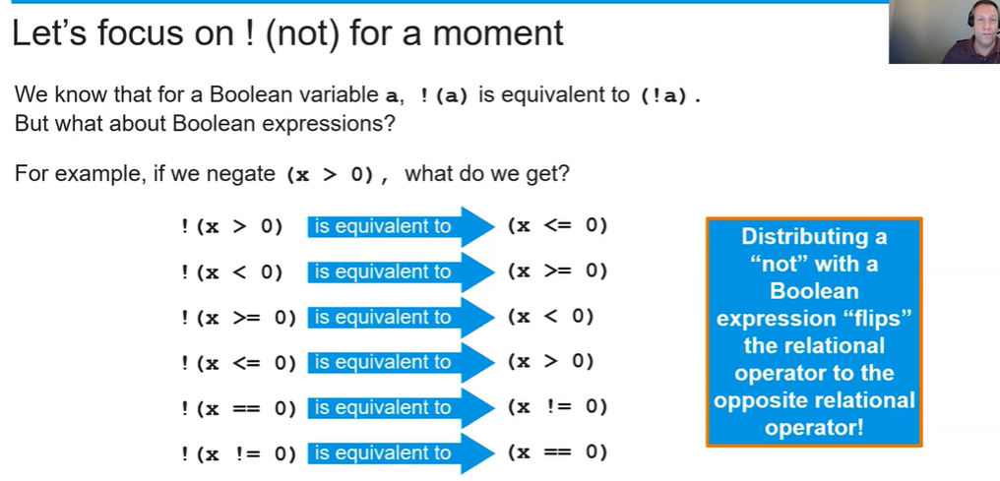 Let's focus on ! (not) for a moment
We know that for a Boolean variable a, !(a) is equivalent to (!a).
But what about Boolean expressions?
For example, if we negate (x > 0), what do we get?
!(x > 0) is equivalent to (x <= 0)
!(x < 0) is equivalent to (x >= 0)
!(x >= 0) is equivalent to (x < 0)
!(x <= 0) is equivalent to (x > 0)
!(x == 0) is equivalent to (x != 0)
!(x != 0) is equivalent to (x == 0)
Distributing a
“not” with a
Boolean
expression “flips”
the relational
operator to the
opposite relational
operator!